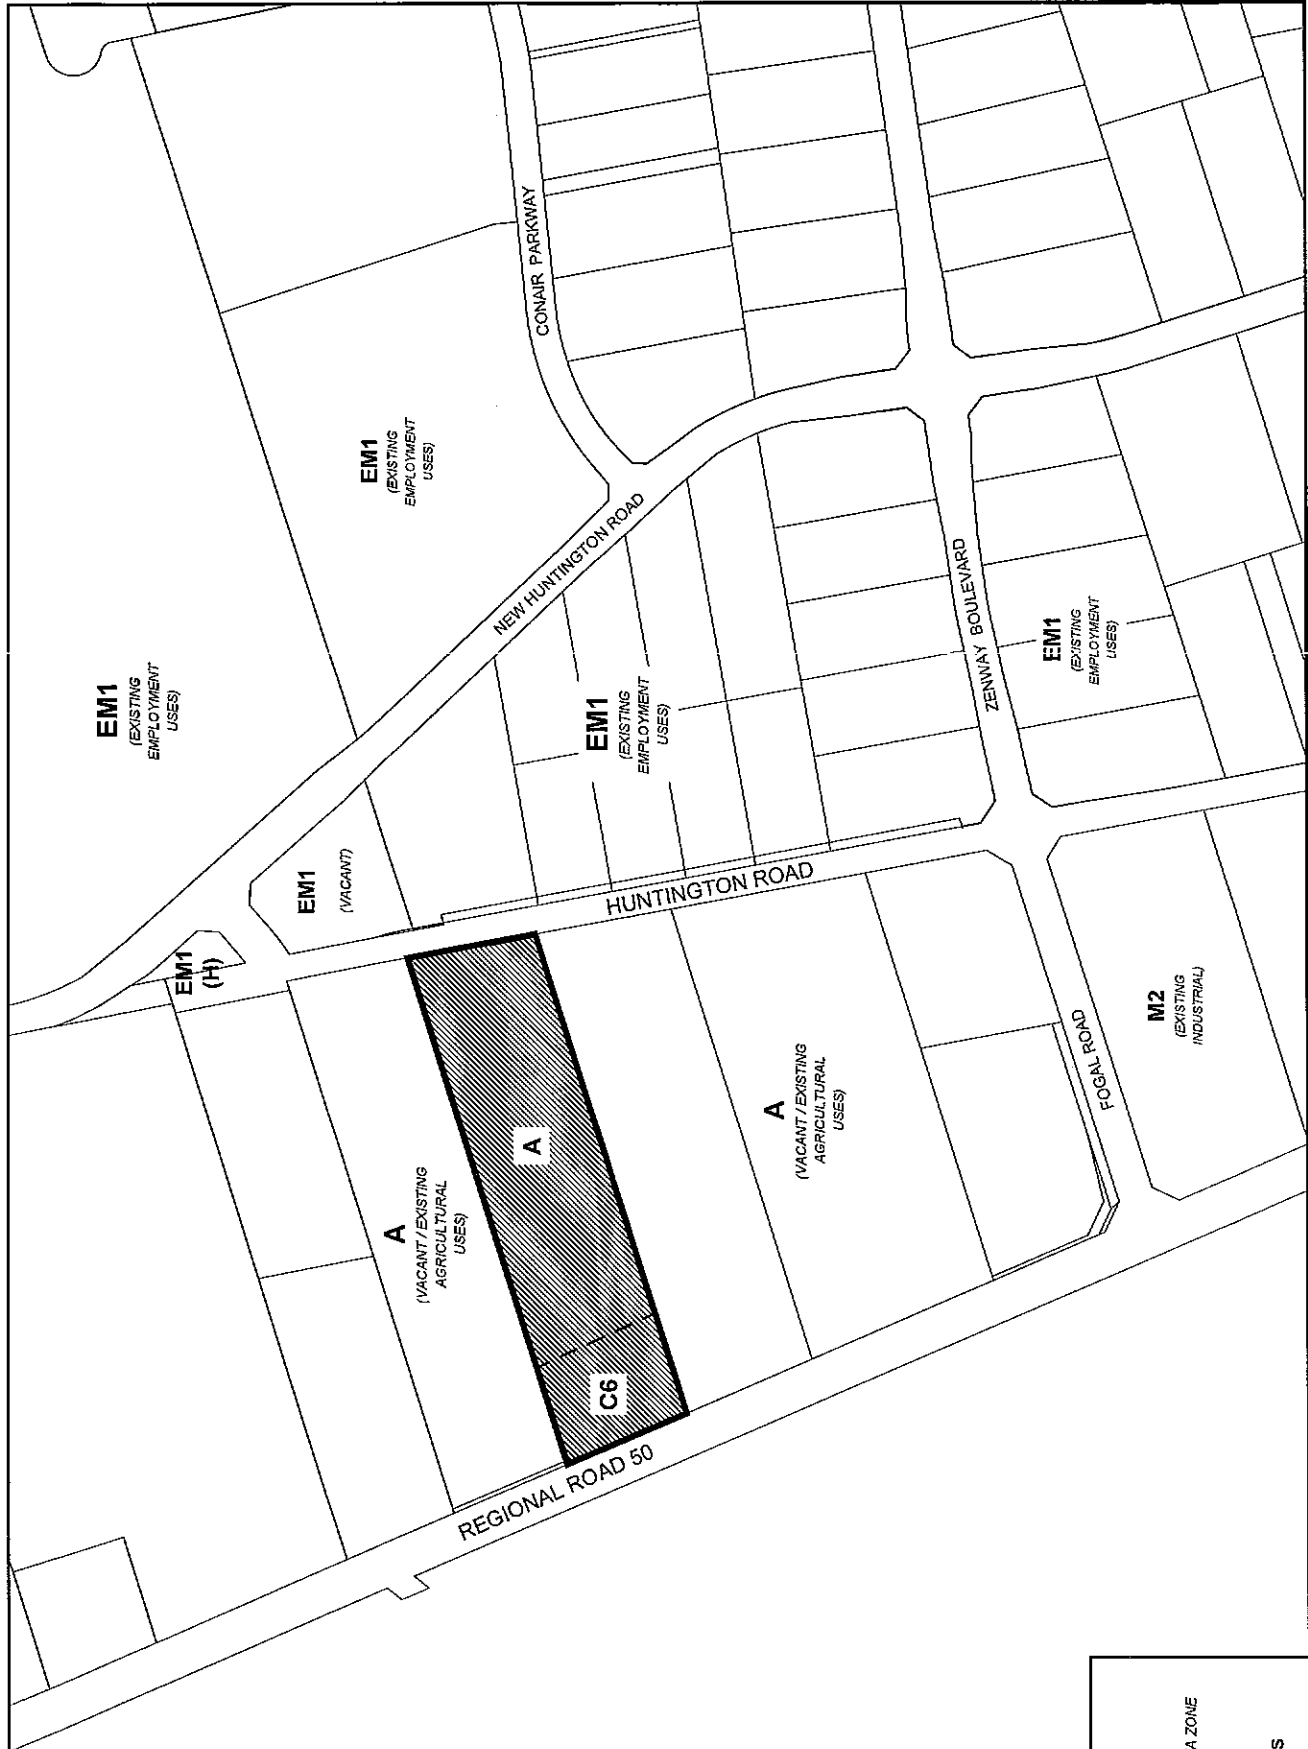 EM1
(EXISTING
EMPLOYMENT
USES)
EM1
(EXISTING
EMPLOYMENT
USES)
CONAIR PARKWAY
NEW HUNTINGTON ROAD
EM1
(VACANT)
EM1
(H)
EM1
(EXISTING
EMPLOYMENT
USES)
HUNTINGTON ROAD
ZENWAY BOULEVARD
EM1
(EXISTING
EMPLOYMENT
USES)
A
(VACANT / EXISTING
AGRICULTURAL
USES)
A
C6
A
(VACANT / EXISTING
AGRICULTURAL
USES)
FOGAL ROAD
M2
(EXISTING
INDUSTRIAL)
REGIONAL ROAD 50
A ZONE
S